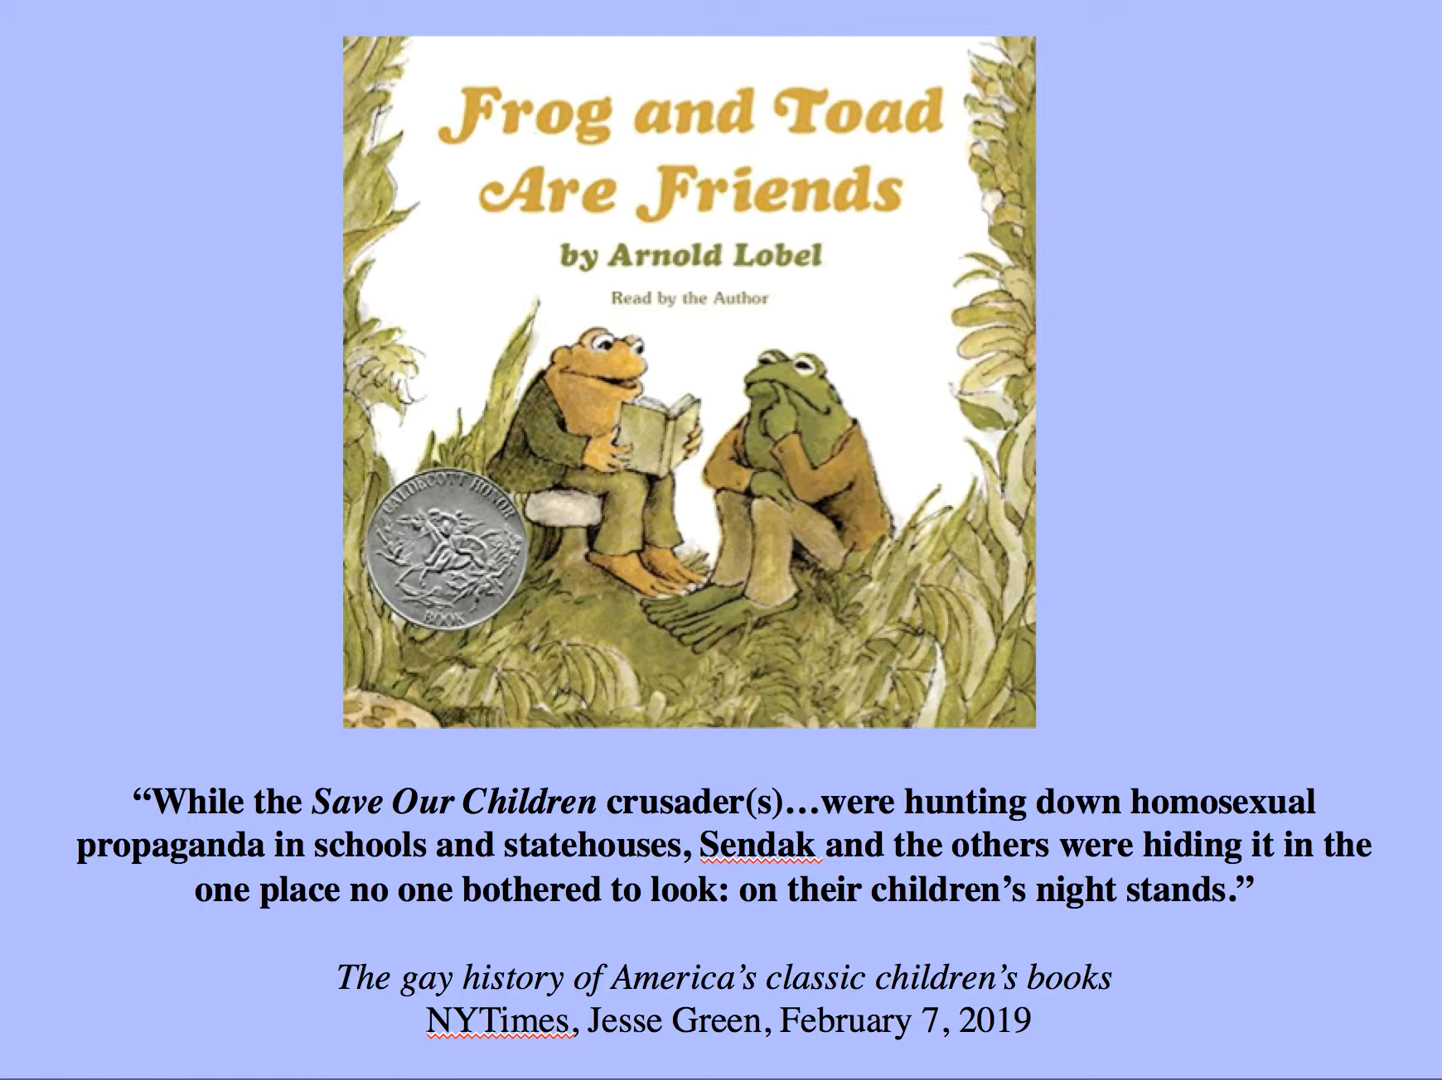 Frog and Toad
Are Friends
by Arnold Lobel
Read by the Author
CALDECOTT HONOR
BOOK
“While the Save Our Children crusader(s)…were hunting down homosexual
propaganda in schools and statehouses, Sendak and the others were hiding it in the
one place no one bothered to look: on their children’s night stands.”
The gay history of America’s classic children’s books
NYTimes, Jesse Green, February 7, 2019